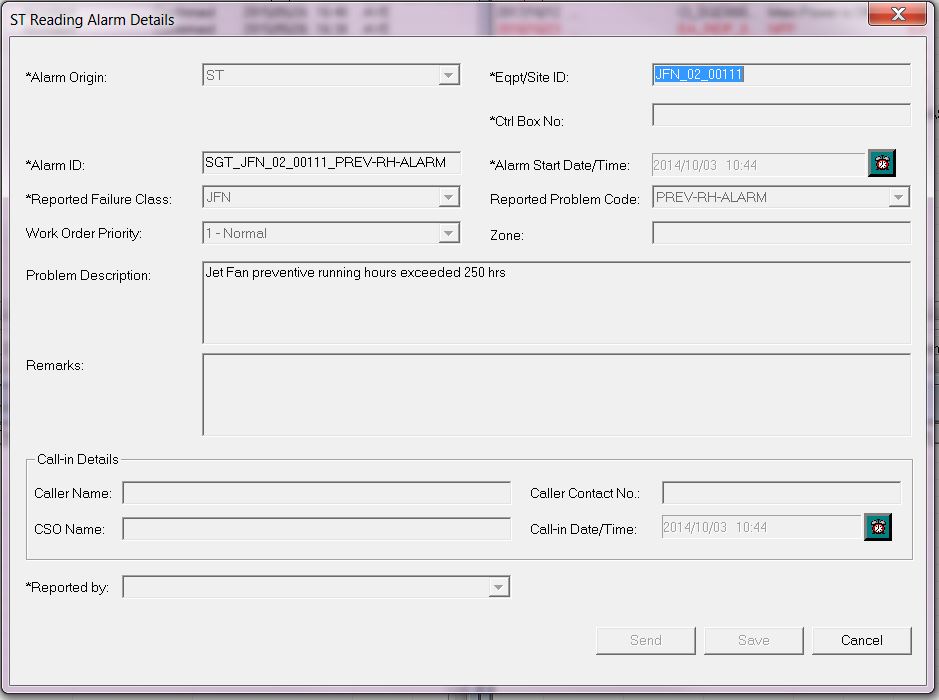 ST Reading Alarm Details
*Alarm Origin: ST *Eqpt/Site ID: JFN_02_00111
*Ctrl Box No:
*Alarm ID: SGT_JFN_02_00111_PREV-RH-ALARM *Alarm Start Date/Time: 2014/10/03 10:44
*Reported Failure Class: JFN Reported Problem Code: PREV-RH-ALARM
Work Order Priority: 1 - Normal Zone:
Problem Description: Jet Fan preventive running hours exceeded 250 hrs
Remarks:
Call-in Details
Caller Name: Caller Contact No.:
CSO Name: Call-in Date/Time: 2014/10/03 10:44
*Reported by:
Send Save Cancel